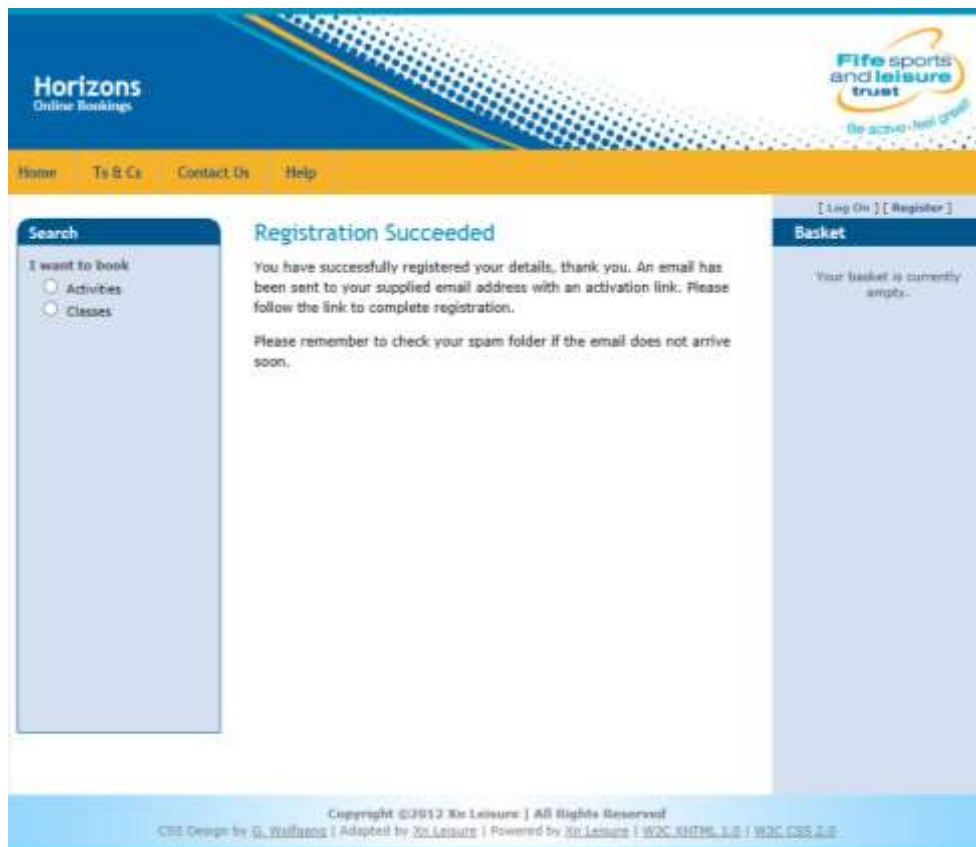 Horizons
Online Bookings
Fife sports
and leisure
trust
Be active-feel great!
Home Ts & Cs Contact Us Help
[ Log On ] [ Register ]
Search
I want to book
Activities
Classes
Registration Succeeded
You have successfully registered your details, thank you. An email has
been sent to your supplied email address with an activation link. Please
follow the link to complete registration.
Please remember to check your spam folder if the email does not arrive
soon.
Basket
Your basket is currently
empty.
Copyright ©2012 Xn Leisure | All Rights Reserved
CSS Design by G. Wolfgang | Adapted by Xn Leisure | Powered by Xn Leisure | W3C XHTML 1.0 | W3C CSS 2.0